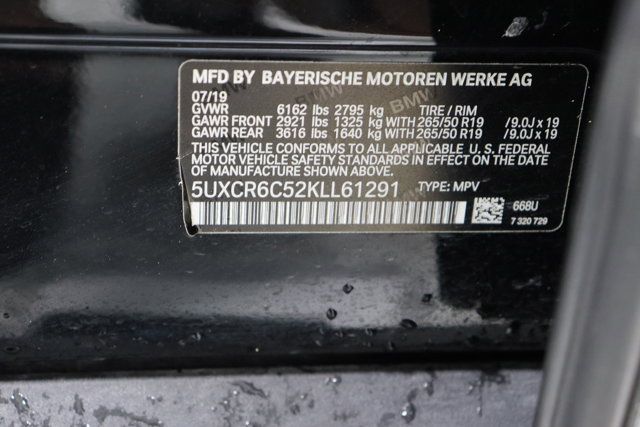 MFD BY BAYERISCHE MOTOREN WERKE AG
07/19
GVWR 6162 lbs 2795 kg TIRE / RIM
GAWR FRONT 2921 lbs 1325 kg WITH 265/50 R19 / 9.0J x 19
GAWR REAR 3616 lbs 1640 kg WITH 265/50 R19 / 9.0J x 19
THIS VEHICLE CONFORMS TO ALL APPLICABLE U. S. FEDERAL
MOTOR VEHICLE SAFETY STANDARDS IN EFFECT ON THE
DATE OF MANUFACTURE SHOWN ABOVE.
5UXCR6C52KLL61291 TYPE: MPV
668U
7 320 729